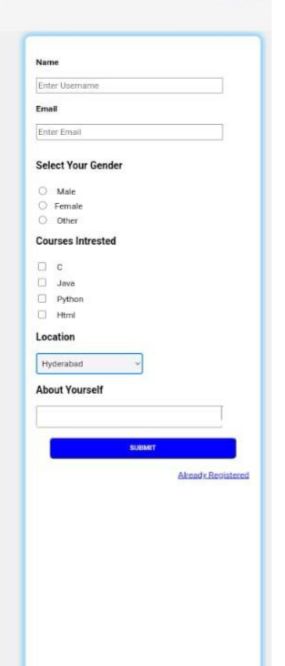 Name
Enter Username
Email
Enter Email
Select Your Gender
Male
Female
Other
Courses Intrested
C
Java
Python
Html
Location
Hyderabad
About Yourself
SUBMIT
Already Registered